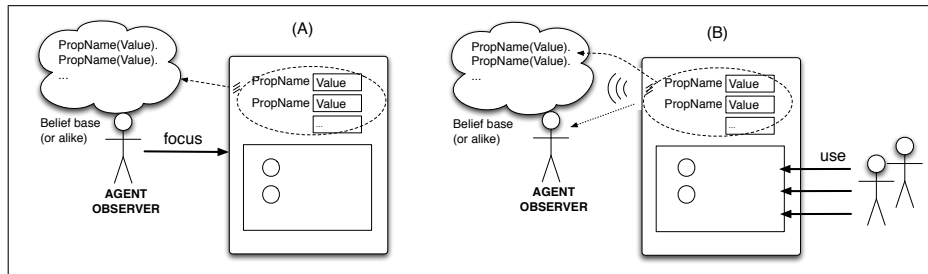 (A)
PropName(Value).
PropName(Value).
...
PropName Value
PropName Value
...
Belief base
(or alike)
focus
AGENT
OBSERVER
(B)
PropName(Value).
PropName(Value).
...
PropName Value
PropName Value
...
Belief base
(or alike)
use
AGENT
OBSERVER